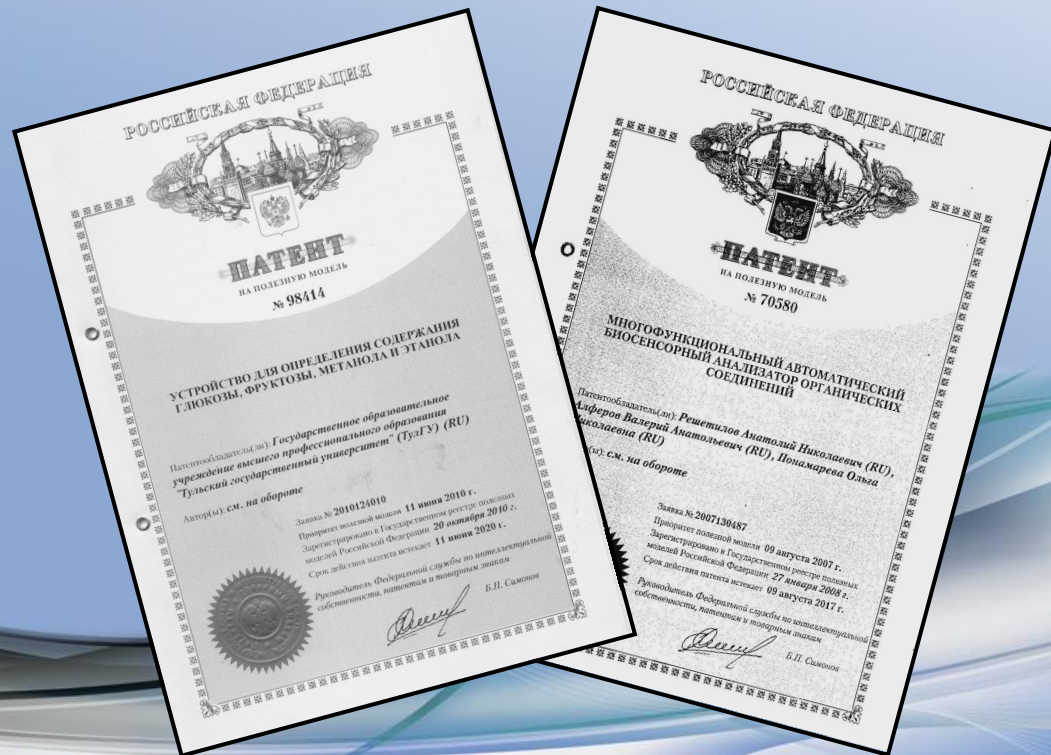 РОССИЙСКАЯ ФЕДЕРАЦИЯ
ПАТЕНТ
НА ПОЛЕЗНУЮ МОДЕЛЬ
№ 98414
УСТРОЙСТВО ДЛЯ ОПРЕДЕЛЕНИЯ СОДЕРЖАНИЯ
ГЛЮКОЗЫ, ФРУКТОЗЫ, МЕТАНОЛА И ЭТАНОЛА
Патентообладатель(ли): Государственное образовательное
учреждение высшего профессионального образования
"Тульский государственный университет" (ТулГУ) (RU)
Автор(ы): см. на обороте
Заявка № 2010124010
Приоритет полезной модели 11 июня 2010 г.
Зарегистрировано в Государственном реестре полезных
моделей Российской Федерации 20 октября 2010 г.
Срок действия патента истекает 11 июня 2020 г.
Руководитель Федеральной службы по интеллектуальной
собственности, патентам и товарным знакам
Б.П. Симонов
РОССИЙСКАЯ ФЕДЕРАЦИЯ
ПАТЕНТ
НА ПОЛЕЗНУЮ МОДЕЛЬ
№ 70580
МНОГОФУНКЦИОНАЛЬНЫЙ АВТОМАТИЧЕСКИЙ
БИОСЕНСОРНЫЙ АНАЛИЗАТОР ОРГАНИЧЕСКИХ
СОЕДИНЕНИЙ
Патентообладатель(ли): Решетилов Анатолий Николаевич (RU),
Алферов Валерий Анатольевич (RU), Понамарева Ольга
Николаевна (RU)
(ы): см. на обороте
Заявка № 2007130487
Приоритет полезной модели 09 августа 2007 г.
Зарегистрировано в Государственном реестре полезных
моделей Российской Федерации 27 января 2008 г.
Срок действия патента истекает 09 августа 2017 г.
Руководитель Федеральной службы по интеллектуальной
собственности, патентам и товарным знакам
Б.П. Симонов